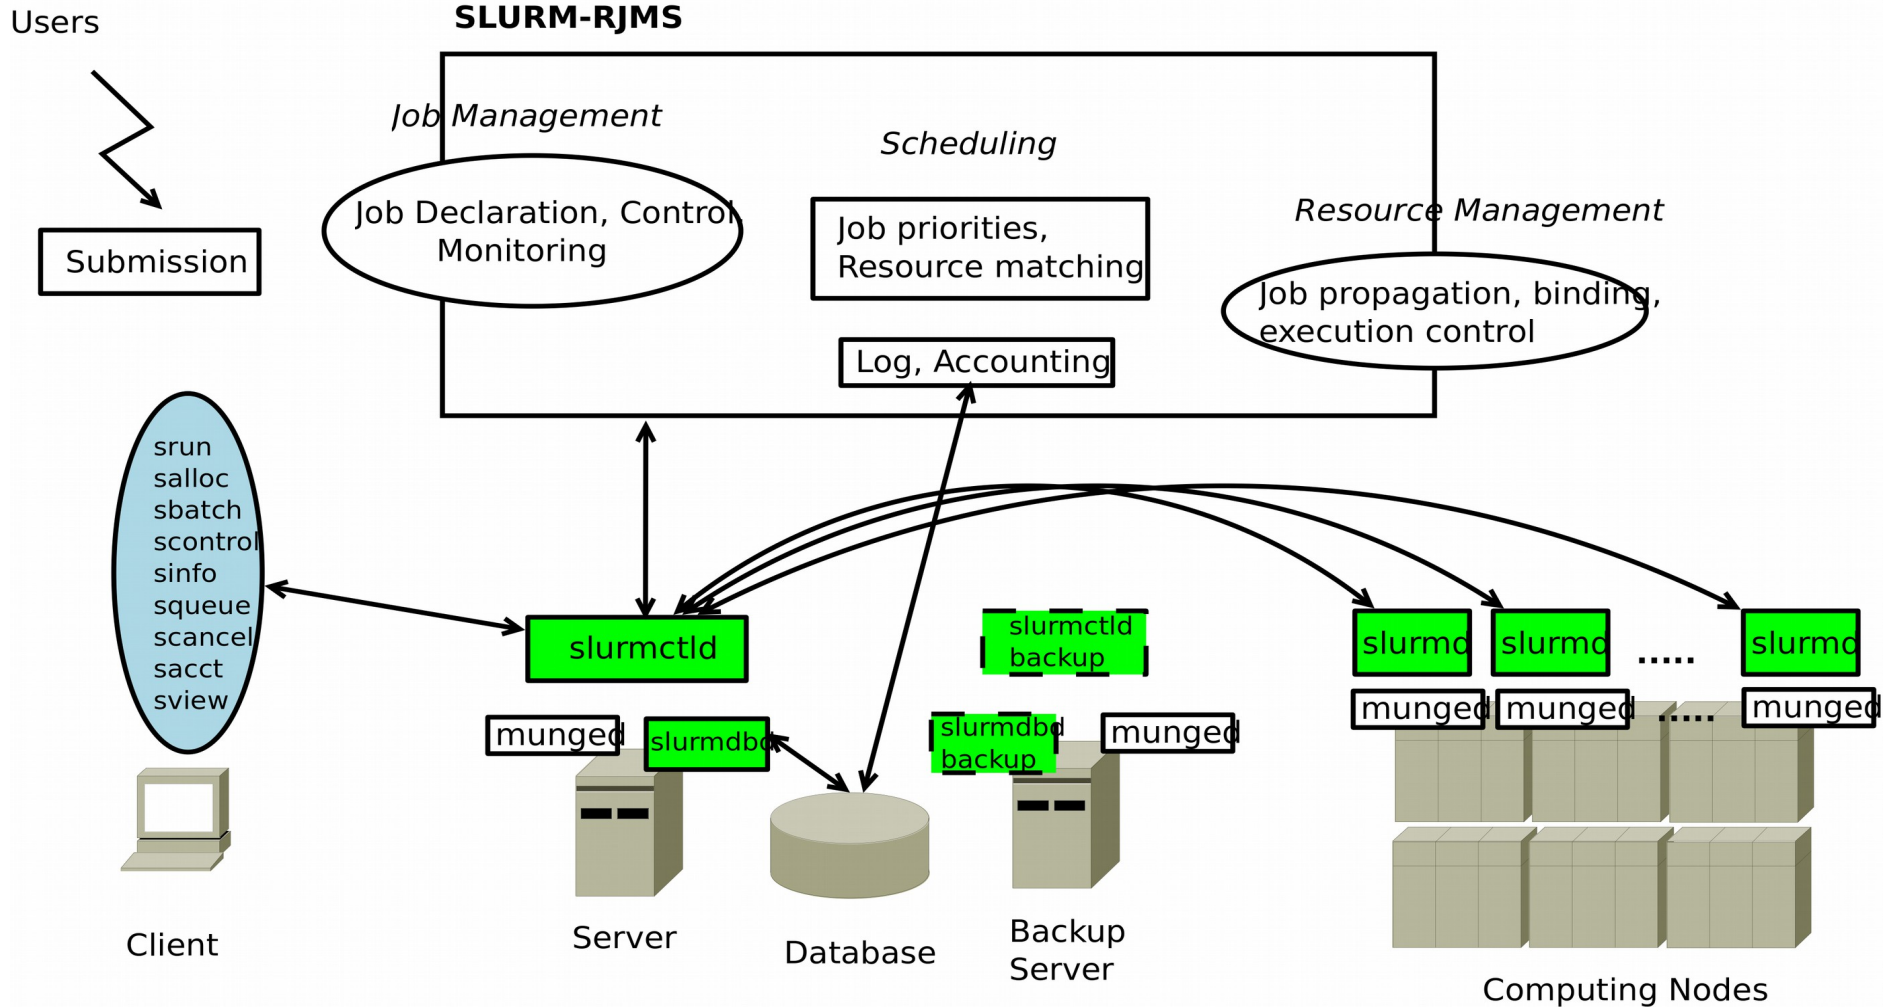 Users
SLURM-RJMS
Job Management
Scheduling
Resource Management
Job Declaration, Control,
Monitoring
Job priorities,
Resource matching
Job propagation, binding,
execution control
Submission
Log, Accounting
srun
salloc
sbatch
scontrol
sinfo
squeue
scancel
sacct
sview
slurmctld
slurmctld
backup
slurmd
slurmd
.....
slurmd
munged
slurmdbd
slurmdbd
backup
munged
munged
munged
.....
munged
Client
Server
Database
Backup
Server
Computing Nodes